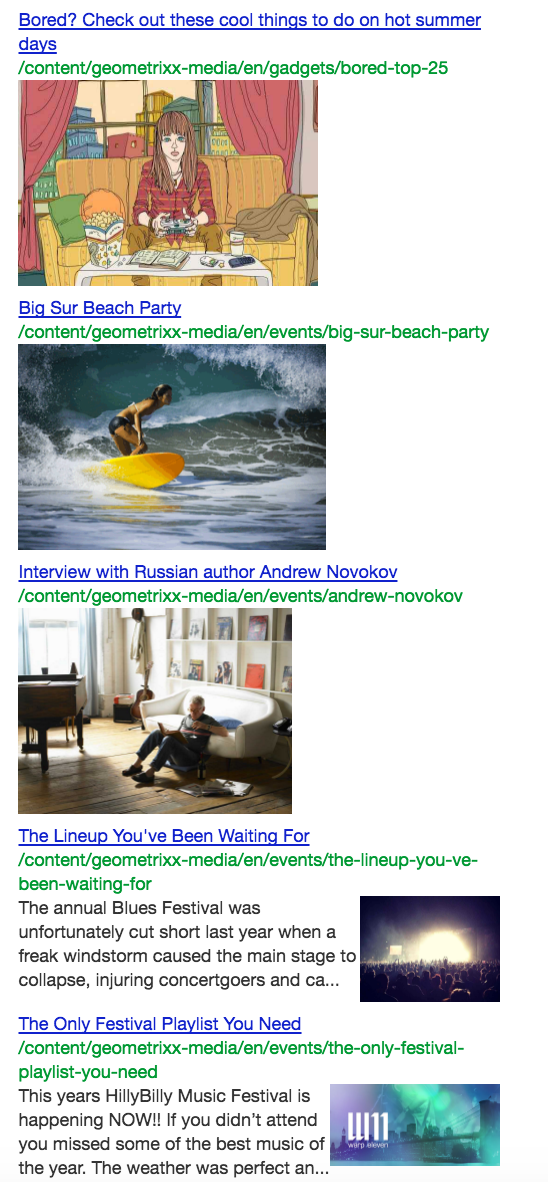 Bored? Check out these cool things to do on hot summer
days
/content/geometrixx-media/en/gadgets/bored-top-25
Big Sur Beach Party
/content/geometrixx-media/en/events/big-sur-beach-party
Interview with Russian author Andrew Novokov
/content/geometrixx-media/en/events/andrew-novokov
The Lineup You've Been Waiting For
/content/geometrixx-media/en/events/the-lineup-you-ve-
been-waiting-for
The annual Blues Festival was
unfortunately cut short last year when a
freak windstorm caused the main stage to
collapse, injuring concertgoers and ca...
The Only Festival Playlist You Need
/content/geometrixx-media/en/events/the-only-festival-
playlist-you-need
This years HillyBilly Music Festival is
happening NOW!! If you didn’t attend
you missed some of the best music of
the year. The weather was perfect an...
warp eleven